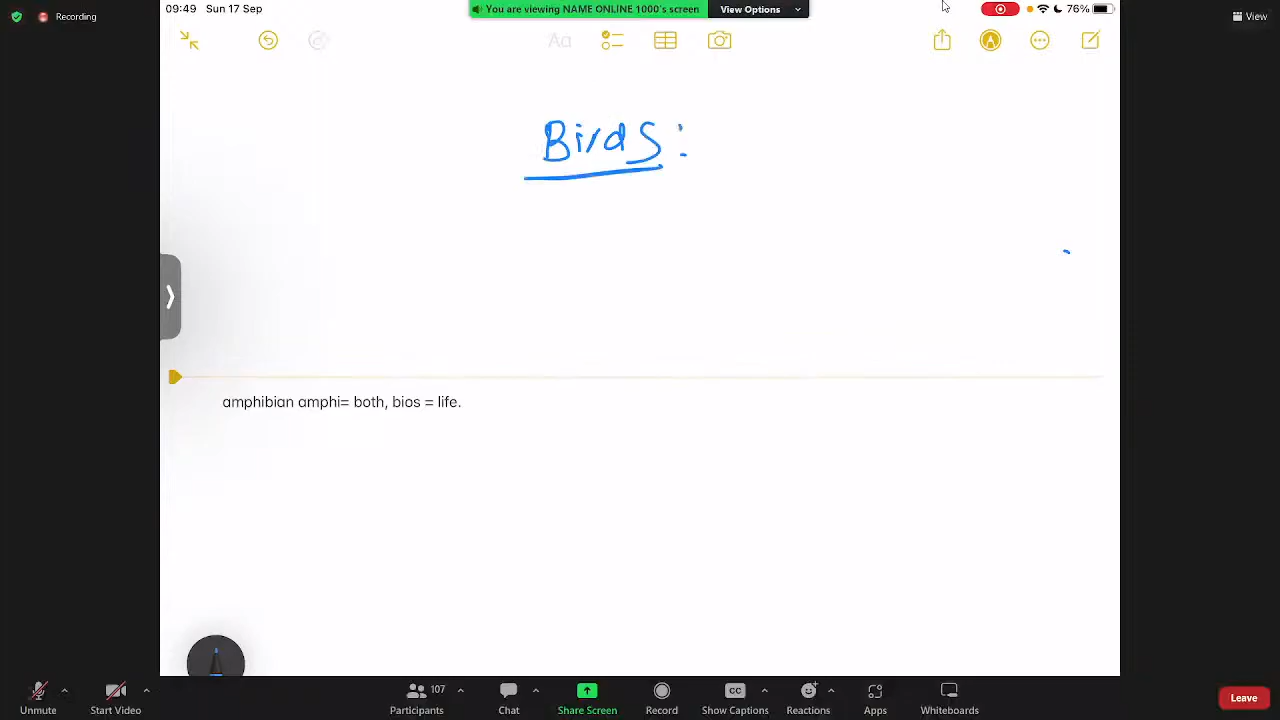 09:49 Sun 17 Sep
You are viewing NAME ONLINE 1000's screen
View Options
76%
Recording
View
Aa
Birds:
amphibian amphi= both, bios = life.
Unmute
Start Video
107
Participants
Chat
Share Screen
Record
CC
Show Captions
Reactions
Apps
Whiteboards
Leave